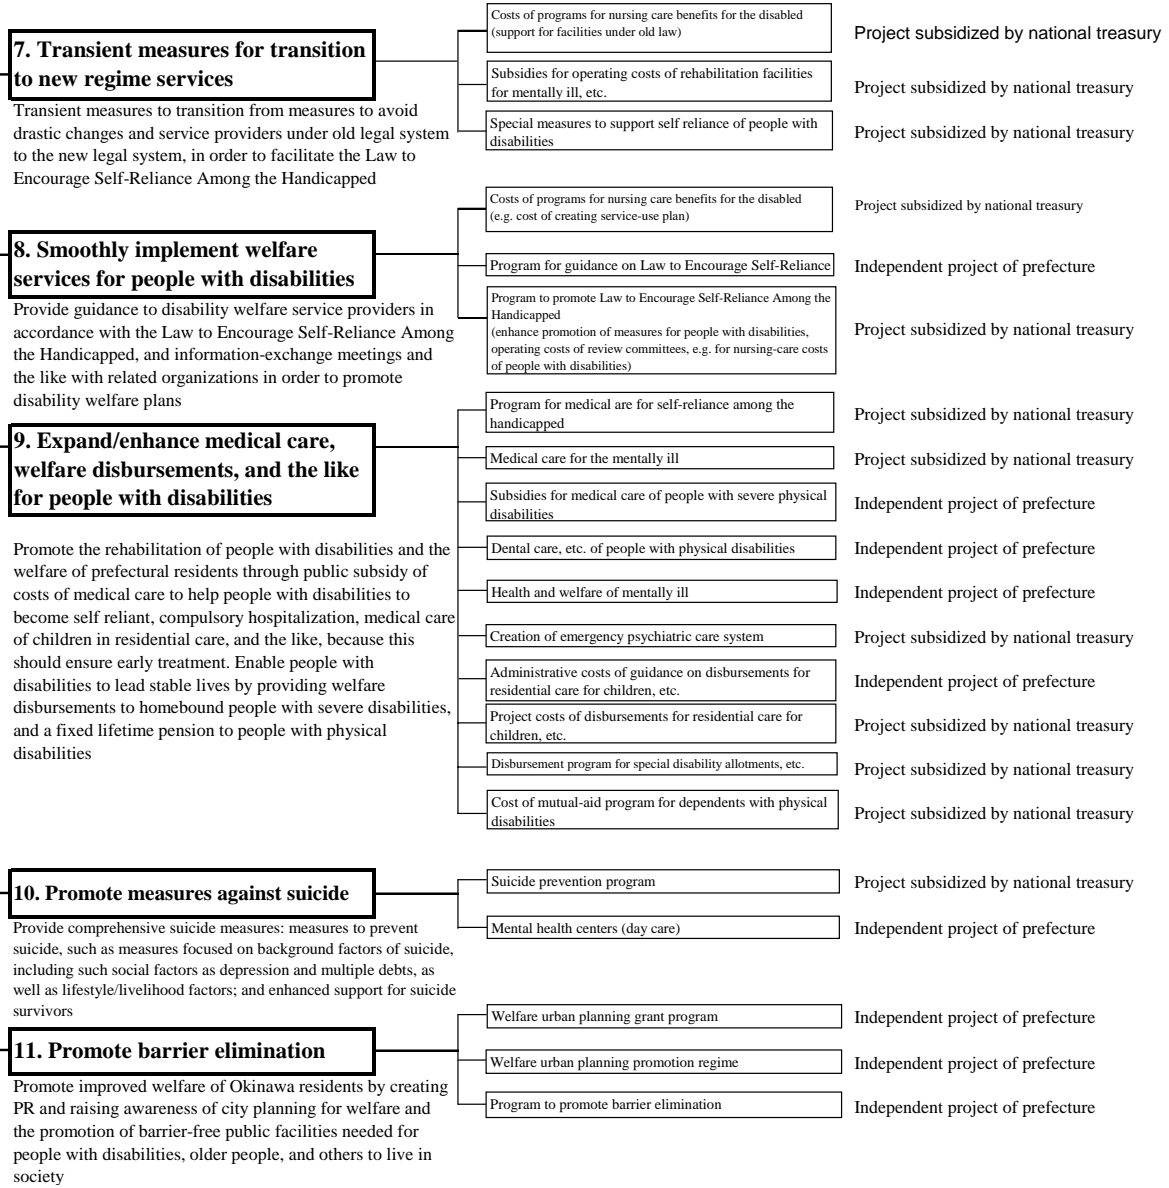 7. Transient measures for transition
to new regime services
Transient measures to transition from measures to avoid
drastic changes and service providers under old legal system
to the new legal system, in order to facilitate the Law to
Encourage Self-Reliance Among the Handicapped
Costs of programs for nursing care benefits for the disabled
(support for facilities under old law)
Project subsidized by national treasury
Subsidies for operating costs of rehabilitation facilities
for mentally ill, etc.
Project subsidized by national treasury
Special measures to support self reliance of people with
disabilities
Project subsidized by national treasury
8. Smoothly implement welfare
services for people with disabilities
Provide guidance to disability welfare service providers in
accordance with the Law to Encourage Self-Reliance Among
the Handicapped, and information-exchange meetings and
the like with related organizations in order to promote
disability welfare plans
Costs of programs for nursing care benefits for the disabled
(e.g. cost of creating service-use plan)
Project subsidized by national treasury
Program for guidance on Law to Encourage Self-Reliance
Independent project of prefecture
Program to promote Law to Encourage Self-Reliance Among the
Handicapped
(enhance promotion of measures for people with disabilities,
operating costs of review committees, e.g. for nursing-care costs
of people with disabilities)
Project subsidized by national treasury
9. Expand/enhance medical care,
welfare disbursements, and the like
for people with disabilities
Promote the rehabilitation of people with disabilities and the
welfare of prefectural residents through public subsidy of
costs of medical care to help people with disabilities to
become self reliant, compulsory hospitalization, medical care
of children in residential care, and the like, because this
should ensure early treatment. Enable people with
disabilities to lead stable lives by providing welfare
disbursements to homebound people with severe disabilities,
and a fixed lifetime pension to people with physical
disabilities
Program for medical are for self-reliance among the
handicapped
Project subsidized by national treasury
Medical care for the mentally ill
Project subsidized by national treasury
Subsidies for medical care of people with severe physical
disabilities
Independent project of prefecture
Dental care, etc. of people with physical disabilities
Independent project of prefecture
Health and welfare of mentally ill
Independent project of prefecture
Creation of emergency psychiatric care system
Project subsidized by national treasury
Administrative costs of guidance on disbursements for
residential care for children, etc.
Independent project of prefecture
Project costs of disbursements for residential care for
children, etc.
Project subsidized by national treasury
Disbursement program for special disability allotments, etc.
Project subsidized by national treasury
Cost of mutual-aid program for dependents with physical
disabilities
Project subsidized by national treasury
10. Promote measures against suicide
Provide comprehensive suicide measures: measures to prevent
suicide, such as measures focused on background factors of suicide,
including such social factors as depression and multiple debts, as
well as lifestyle/livelihood factors; and enhanced support for suicide
survivors
Suicide prevention program
Project subsidized by national treasury
Mental health centers (day care)
Independent project of prefecture
11. Promote barrier elimination
Promote improved welfare of Okinawa residents by creating
PR and raising awareness of city planning for welfare and
the promotion of barrier-free public facilities needed for
people with disabilities, older people, and others to live in
society
Welfare urban planning grant program
Independent project of prefecture
Welfare urban planning promotion regime
Independent project of prefecture
Program to promote barrier elimination
Independent project of prefecture